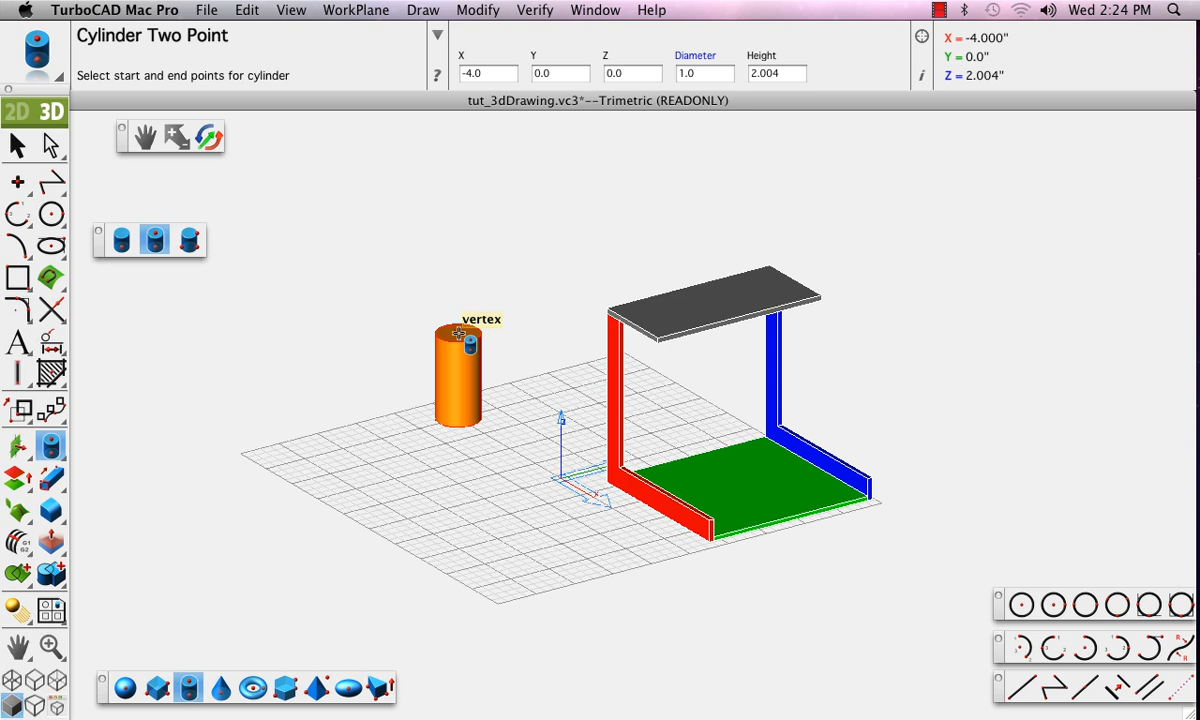 TurboCAD Mac Pro File Edit View WorkPlane Draw Modify Verify Window Help Wed 2:24 PM
Cylinder Two Point
Select start and end points for cylinder
?
X Y Z Diameter Height
-4.0 0.0 0.0 1.0 2.004
i
X = -4.000"
Y = 0.0"
Z = 2.004"
tut_3dDrawing.vc3*--Trimetric (READONLY)
2D 3D
vertex
A
G1
G2